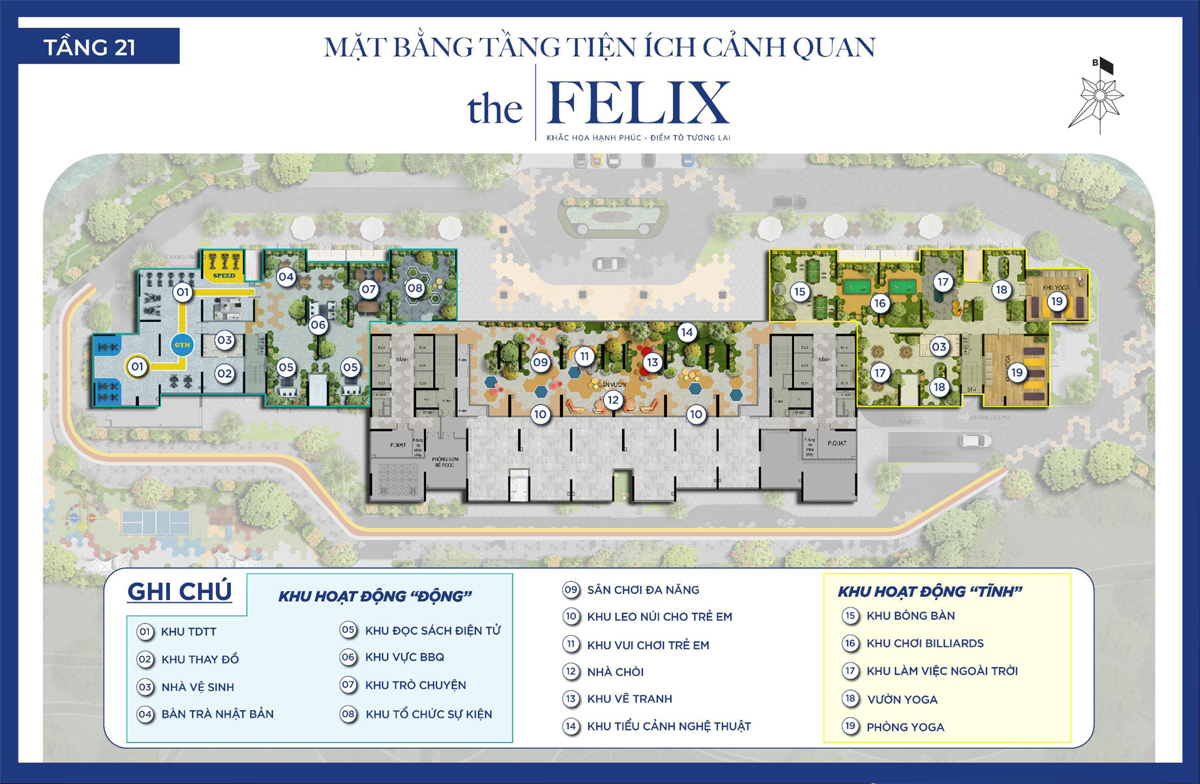 TẦNG 21
MẶT BẰNG TẦNG TIỆN ÍCH CẢNH QUAN
the FELIX
KHẮC HỌA HẠNH PHÚC - ĐIỂM TÔ TƯƠNG LAI
B
SPEED
04
07
08
01
06
GYM
03
01
02
05
05
14
09
11
13
SÂN VƯỜN
12
10
10
SẢNH
SẢNH
P.QUẠT
P.QUẠT
15
16
17
18
KHU YOGA
19
03
17
18
19
GHI CHÚ
KHU HOẠT ĐỘNG “ĐỘNG”
01 KHU TDTT
02 KHU THAY ĐỒ
03 NHÀ VỆ SINH
04 BÀN TRÀ NHẬT BẢN
05 KHU ĐỌC SÁCH ĐIỆN TỬ
06 KHU VỰC BBQ
07 KHU TRÒ CHUYỆN
08 KHU TỔ CHỨC SỰ KIỆN
09 SÂN CHƠI ĐA NĂNG
10 KHU LEO NÚI CHO TRẺ EM
11 KHU VUI CHƠI TRẺ EM
12 NHÀ CHÒI
13 KHU VẼ TRANH
14 KHU TIỂU CẢNH NGHỆ THUẬT
KHU HOẠT ĐỘNG “TĨNH”
15 KHU BÓNG BÀN
16 KHU CHƠI BILLIARDS
17 KHU LÀM VIỆC NGOÀI TRỜI
18 VƯỜN YOGA
19 PHÒNG YOGA